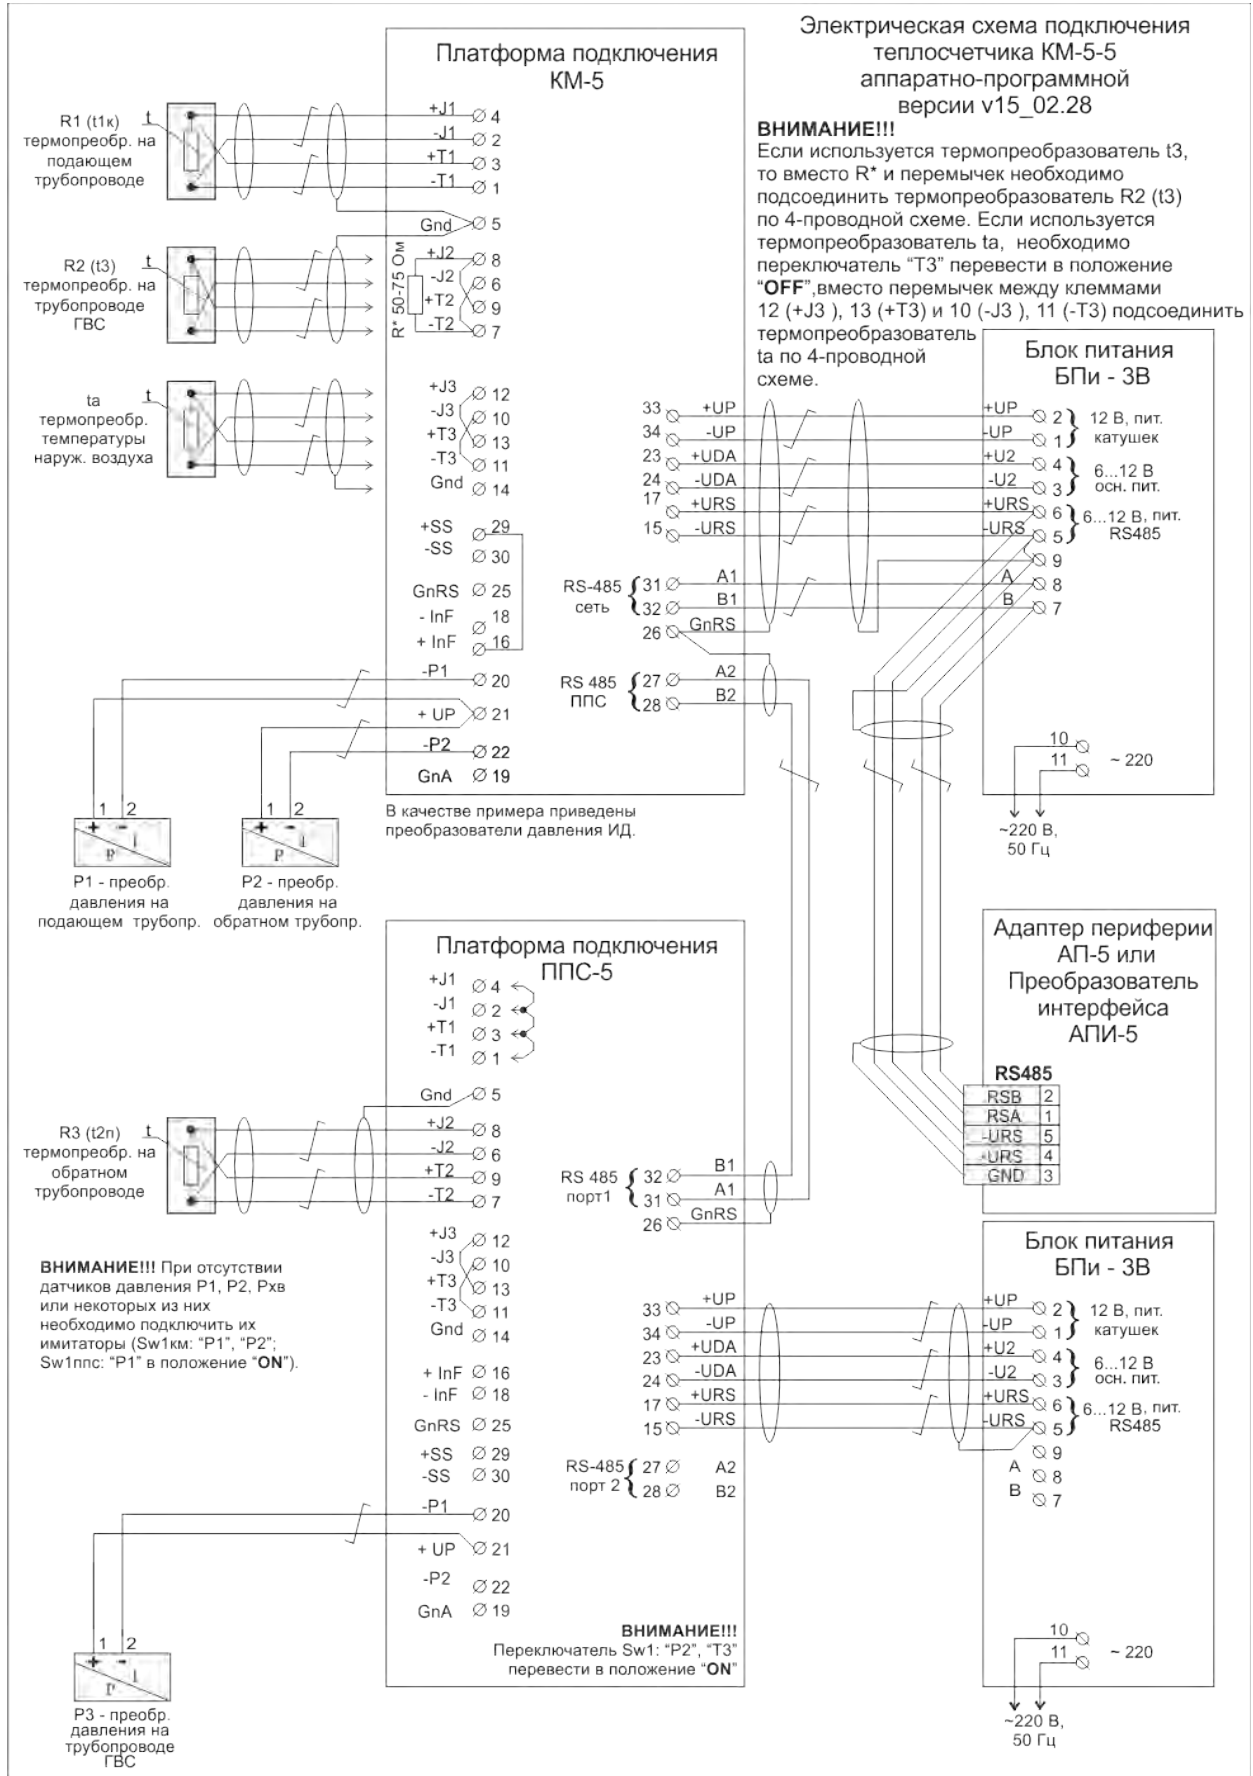 Электрическая схема подключения
теплосчетчика КМ-5-5
аппаратно-программной
версии v15_02.28
ВНИМАНИЕ!!!
Если используется термопреобразователь t3,
то вместо R* и перемычек необходимо
подсоединить термопреобразователь R2 (t3)
по 4-проводной схеме. Если используется
термопреобразователь ta, необходимо
переключатель “Т3” перевести в положение
“OFF”,вместо перемычек между клеммами
12 (+J3 ), 13 (+T3) и 10 (-J3 ), 11 (-T3) подсоединить
термопреобразователь
ta по 4-проводной
схеме.
Платформа подключения
КМ-5
R1 (t1к)
термопреобр. на
подающем
трубопроводе
t
+J1 4
-J1 2
+T1 3
-T1 1
Gnd 5
R2 (t3)
термопреобр. на
трубопроводе
ГВС
t
R* 50-75 Ом
+J2 8
-J2 6
+T2 9
-T2 7
ta
термопреобр.
температуры
наруж. воздуха
t
+J3 12
-J3 10
+T3 13
-T3 11
Gnd 14
+SS 29
-SS 30
GnRS 25
- InF 18
+ InF 16
-P1 20
+ UP 21
-P2 22
GnA 19
33 +UP
34 -UP
23 +UDA
24 -UDA
17 +URS
15 -URS
RS-485
сеть
31 A1
32 B1
26 GnRS
RS 485
ППС
27 A2
28 B2
Блок питания
БПи - 3В
+UP 2
-UP 1
12 В, пит.
катушек
+U2 4
-U2 3
6...12 В
осн. пит.
+URS 6
-URS 5
6...12 В, пит.
RS485
9
A 8
B 7
10
11
~ 220
~220 В,
50 Гц
В качестве примера приведены
преобразователи давления ИД.
1 2
+ -
P
P1 - преобр.
давления на
подающем трубопр.
1 2
+ -
P
P2 - преобр.
давления на
обратном трубопр.
Платформа подключения
ППС-5
+J1 4
-J1 2
+T1 3
-T1 1
Gnd 5
R3 (t2п)
термопреобр. на
обратном
трубопроводе
t
+J2 8
-J2 6
+T2 9
-T2 7
+J3 12
-J3 10
+T3 13
-T3 11
Gnd 14
+ InF 16
- InF 18
GnRS 25
+SS 29
-SS 30
-P1 20
+ UP 21
-P2 22
GnA 19
RS 485
порт1
32 B1
31 A1
26 GnRS
33 +UP
34 -UP
23 +UDA
24 -UDA
17 +URS
15 -URS
RS-485
порт 2
27 A2
28 B2
ВНИМАНИЕ!!!
Переключатель Sw1: “P2”, “T3”
перевести в положение “ON”
ВНИМАНИЕ!!! При отсутствии
датчиков давления P1, P2, Рхв
или некоторых из них
необходимо подключить их
имитаторы (Sw1км: “P1”, “P2”;
Sw1ппс: “P1” в положение “ON”).
1 2
+ -
P
P3 - преобр.
давления на
трубопроводе
ГВС
Адаптер периферии
АП-5 или
Преобразователь
интерфейса
АПИ-5
RS485
RSB 2
RSA 1
-URS 5
-URS 4
GND 3
Блок питания
БПи - 3В
+UP 2
-UP 1
12 В, пит.
катушек
+U2 4
-U2 3
6...12 В
осн. пит.
+URS 6
-URS 5
6...12 В, пит.
RS485
9
A 8
B 7
10
11
~ 220
~220 В,
50 Гц